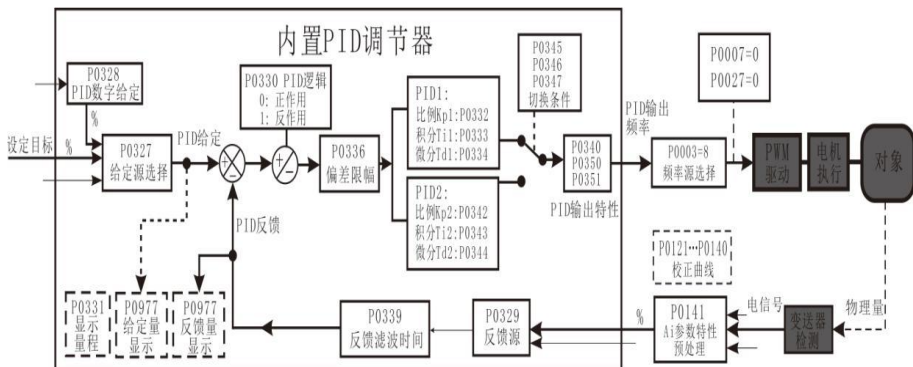 内置PID调节器
P0328
PID数字给定
%
设定目标
%
P0327
给定源选择
PID给定
P0330 PID逻辑
0: 正作用
1: 反作用
P0336
偏差限幅
PID1:
比例Kp1:P0332
积分Ti1:P0333
微分Td1:P0334
PID2:
比例Kp2:P0342
积分Ti2:P0343
微分Td2:P0344
P0345
P0346
P0347
切换条件
P0340
P0350
P0351
PID输出特性
PID输出
频率
P0003=8
频率源选择
P0007=0
P0027=0
PWM
驱动
电机
执行
对象
PID反馈
P0331
显示
量程
P0977
给定量
显示
P0977
反馈量
显示
P0339
反馈滤波时间
P0329
反馈源
%
P0121…P0140
校正曲线
P0141
Ai参数特性
预处理
电信号
变送器
检测
物理量